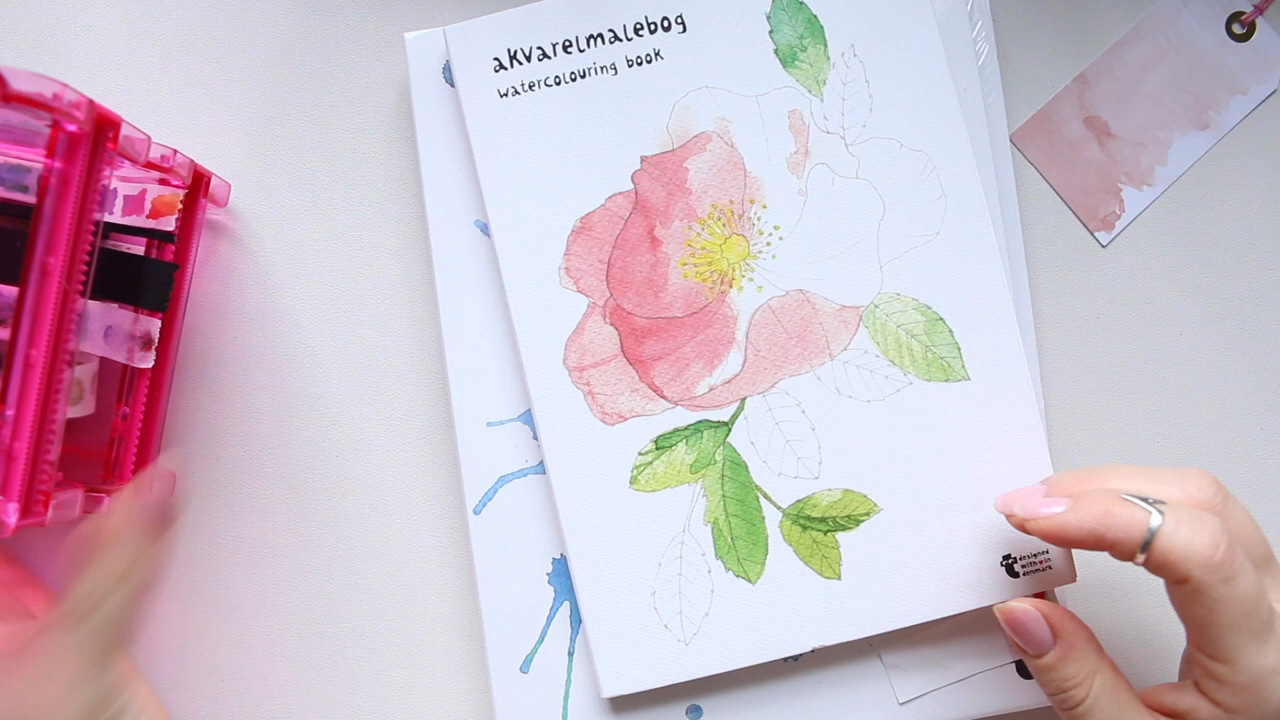 akvarelmalebog
watercolouring book
designed
with in
denmark